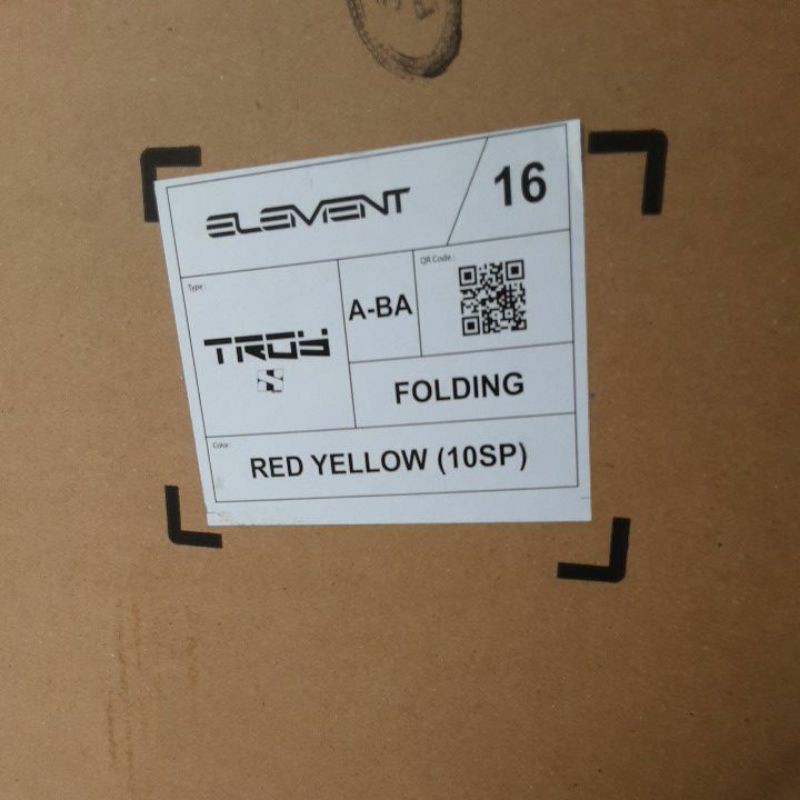 ELEMENT
16
Type :
TROY
A-BA
QR Code :
FOLDING
Color:
RED YELLOW (10SP)